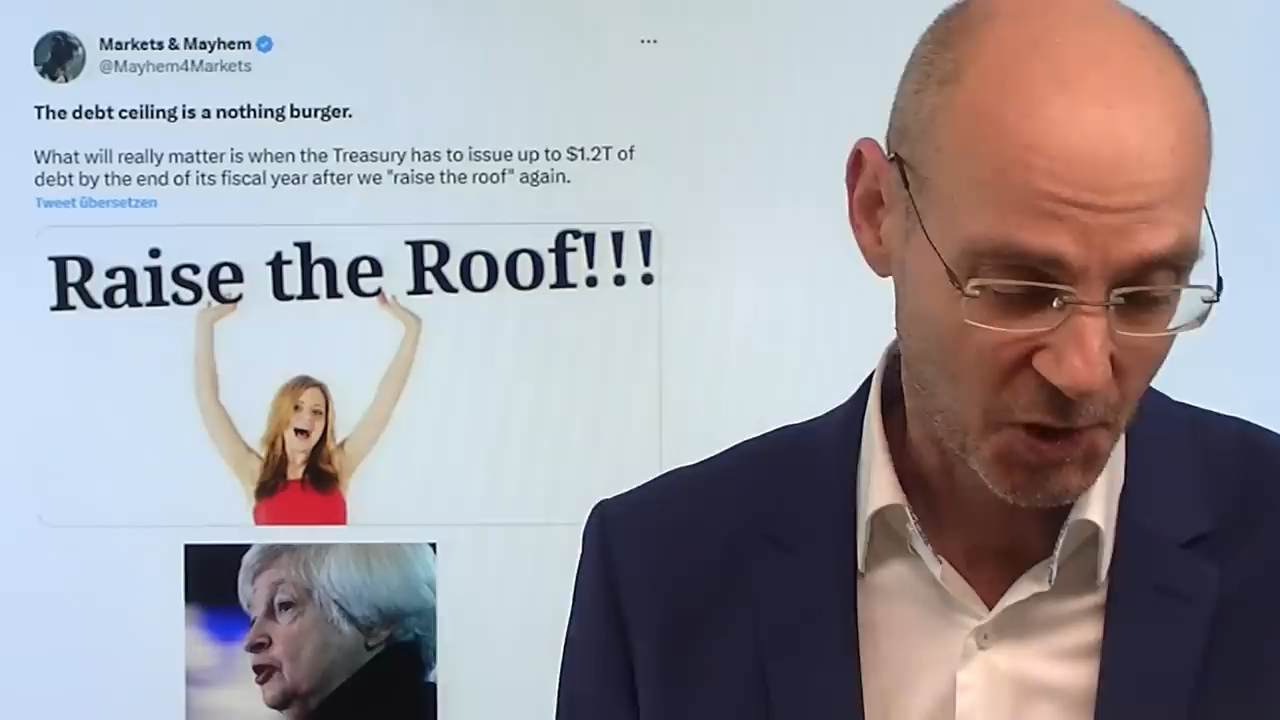 Markets & Mayhem
@Mayhem4Markets
The debt ceiling is a nothing burger.
What will really matter is when the Treasury has to issue up to $1.2T of
debt by the end of its fiscal year after we "raise the roof" again.
Tweet übersetzen
Raise the Roof!!!